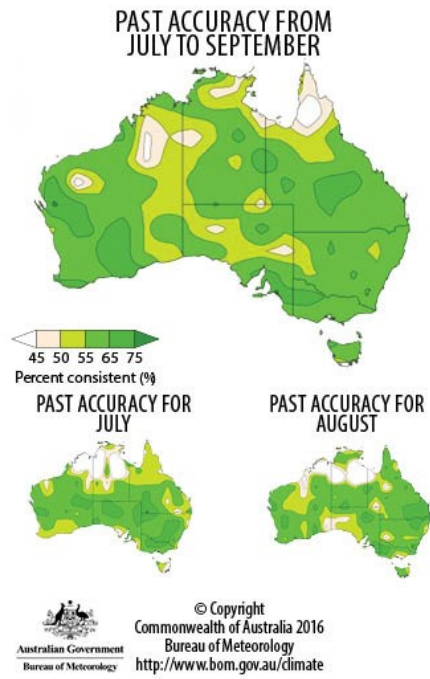 PAST ACCURACY FROM
JULY TO SEPTEMBER
45 50 55 65 75
Percent consistent (%)
PAST ACCURACY FOR
JULY
PAST ACCURACY FOR
AUGUST
Australian Government
Bureau of Meteorology
© Copyright
Commonwealth of Australia 2016
Bureau of Meteorology
http://www.bom.gov.au/climate